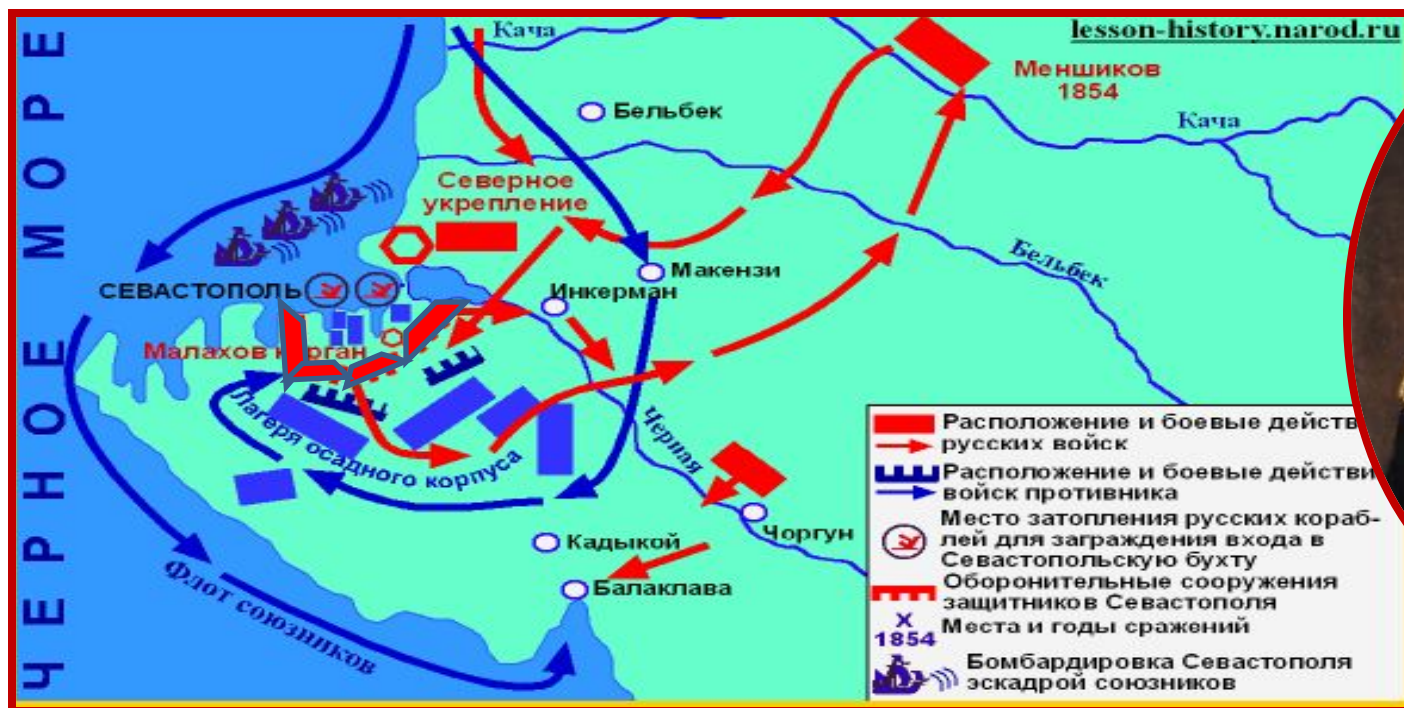 ЧЕРНОЕ МОРЕ
Кача
lesson-history.narod.ru
Меншиков
1854
Бельбек
Кача
Северное
укрепление
Бельбек
Макензи
СЕВАСТОПОЛЬ
Инкерман
Малахов курган
Лагеря осадного корпуса
Черная
Чоргун
Кадыкой
Балаклава
Флот союзников
Расположение и боевые действ
русских войск
Расположение и боевые действи
войск противника
Место затопления русских кораб-
лей для заграждения входа в
Севастопольскую бухту
Оборонительные сооружения
защитников Севастополя
X
1854
Места и годы сражений
Бомбардировка Севастополя
эскадрой союзников